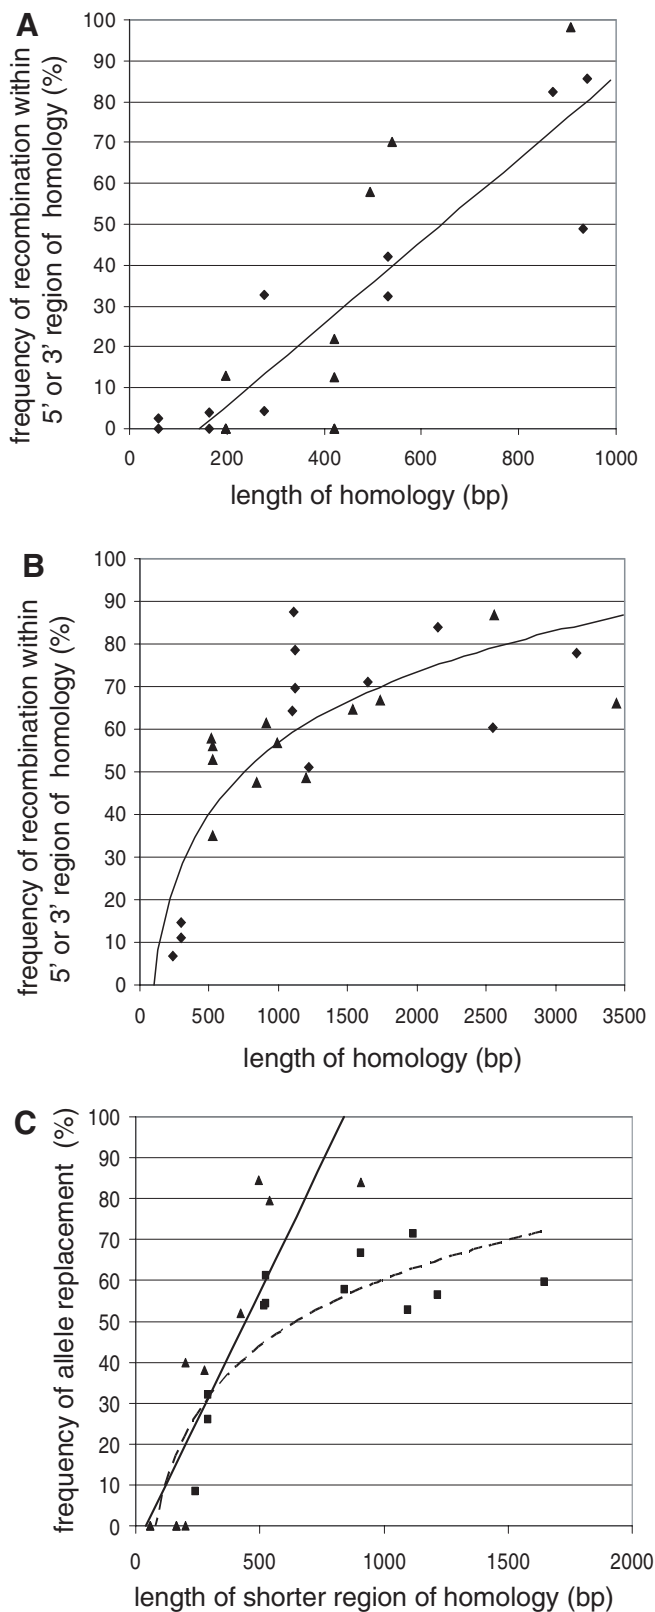 A
frequency of recombination within
5' or 3' region of homology (%)
100
90
80
70
60
50
40
30
20
10
0
0 200 400 600 800 1000
length of homology (bp)
B
frequency of recombination within
5' or 3' region of homology (%)
100
90
80
70
60
50
40
30
20
10
0
0 500 1000 1500 2000 2500 3000 3500
length of homology (bp)
C
frequency of allele replacement (%)
100
90
80
70
60
50
40
30
20
10
0
0 500 1000 1500 2000
length of shorter region of homology (bp)